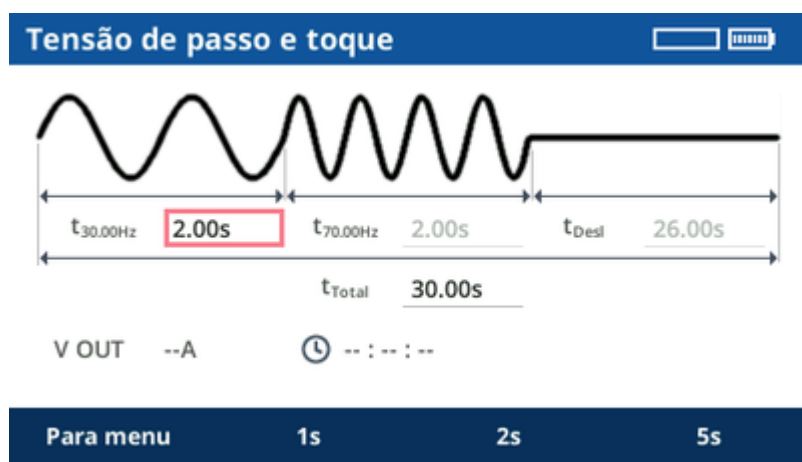 Tensão de passo e toque
t30.00Hz 2.00s t70.00Hz 2.00s tDesl 26.00s
tTotal 30.00s
V OUT --A -- : -- : --
Para menu 1s 2s 5s